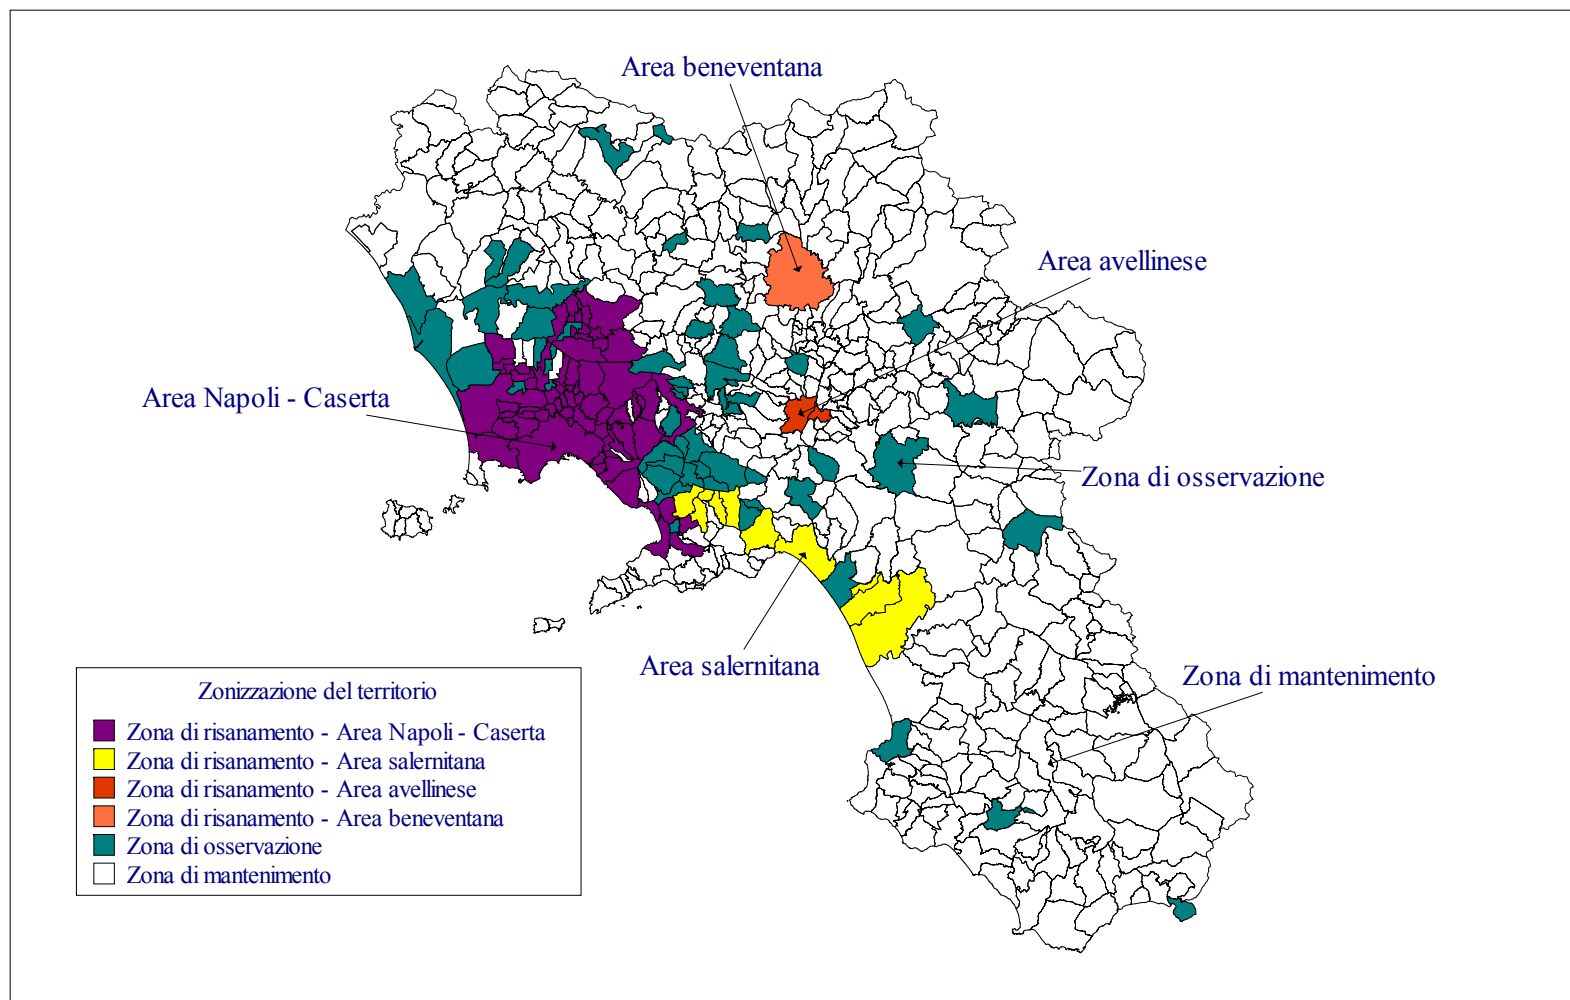 Area beneventana
Area avellinese
Area Napoli - Caserta
Zona di osservazione
Area salernitana
Zona di mantenimento
Zonizzazione del territorio
Zona di risanamento - Area Napoli - Caserta
Zona di risanamento - Area salernitana
Zona di risanamento - Area avellinese
Zona di risanamento - Area beneventana
Zona di osservazione
Zona di mantenimento